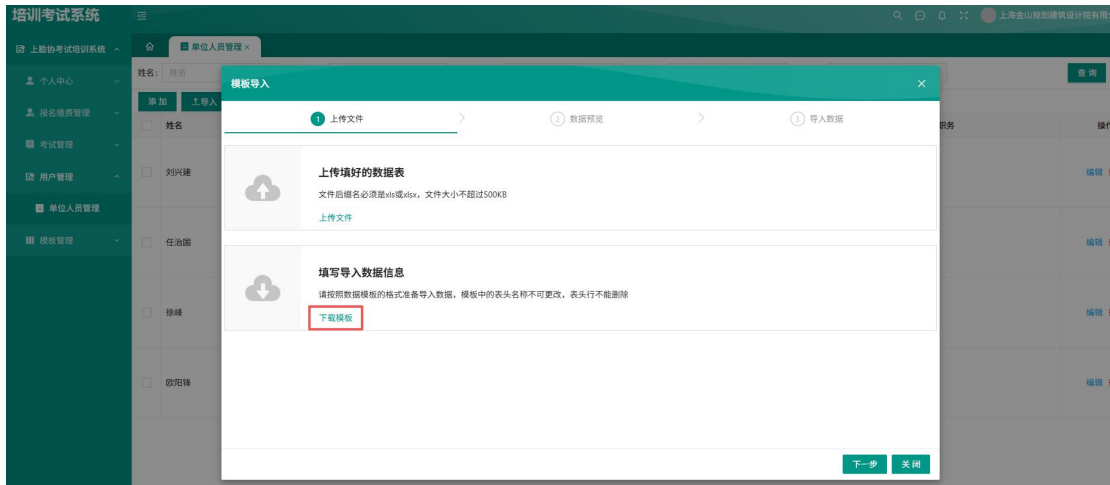 培训考试系统
上海金山规划建筑设计院有限
上勘协考试培训系统
单位人员管理 ×
个人中心
报名缴费管理
考试管理
用户管理
单位人员管理
模板管理
姓名: 姓名
查询
添加 导入
姓名 职务
刘兴建 编辑
任治国 编辑
徐峰 编辑
欧阳锋 编辑
模板导入
1 上传文件
2 数据预览
3 导入数据
上传填好的数据表
文件后缀名必须是xls或xlsx，文件大小不超过500KB
上传文件
填写导入数据信息
请按照数据模板的格式准备导入数据，模板中的表头名称不可更改，表头行不能删除
下载模板
下一步 关闭